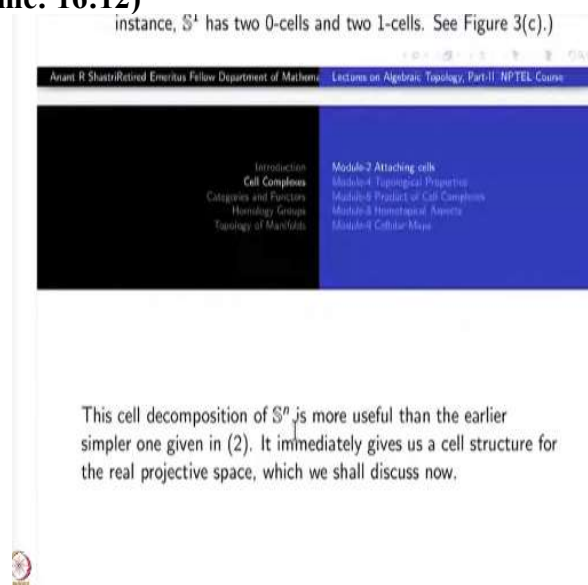 16:12)
instance, 𝕊¹ has two 0-cells and two 1-cells. See Figure 3(c).)
Anant R ShastriRetired Emeritus Fellow Department of Mathema Lectures on Algebraic Topology, Part-II NPTEL Course
Introduction
Cell Complexes
Categories and Functors
Homology Groups
Topology of Manifolds
Module-2 Attaching cells
Module-4 Topological Properties
Module-6 Product of Cell Complexes
Module-8 Homotopical Aspects
Module-9 Cellular Maps
This cell decomposition of 𝕊ⁿ is more useful than the earlier
simpler one given in (2). It immediately gives us a cell structure for
the real projective space, which we shall discuss now.